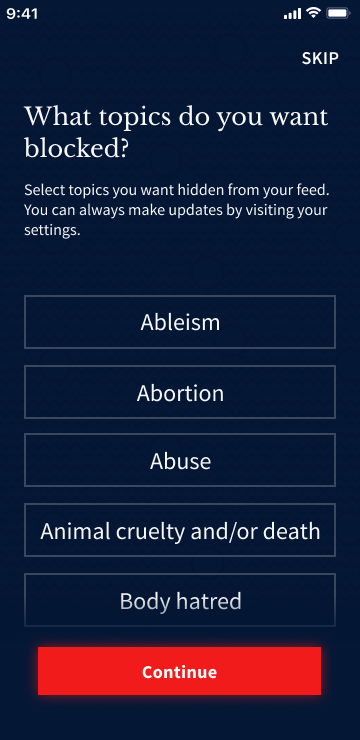 9:41
SKIP
What topics do you want
blocked?
Select topics you want hidden from your feed.
You can always make updates by visiting your
settings.
Ableism
Abortion
Abuse
Animal cruelty and/or death
Body hatred
Continue